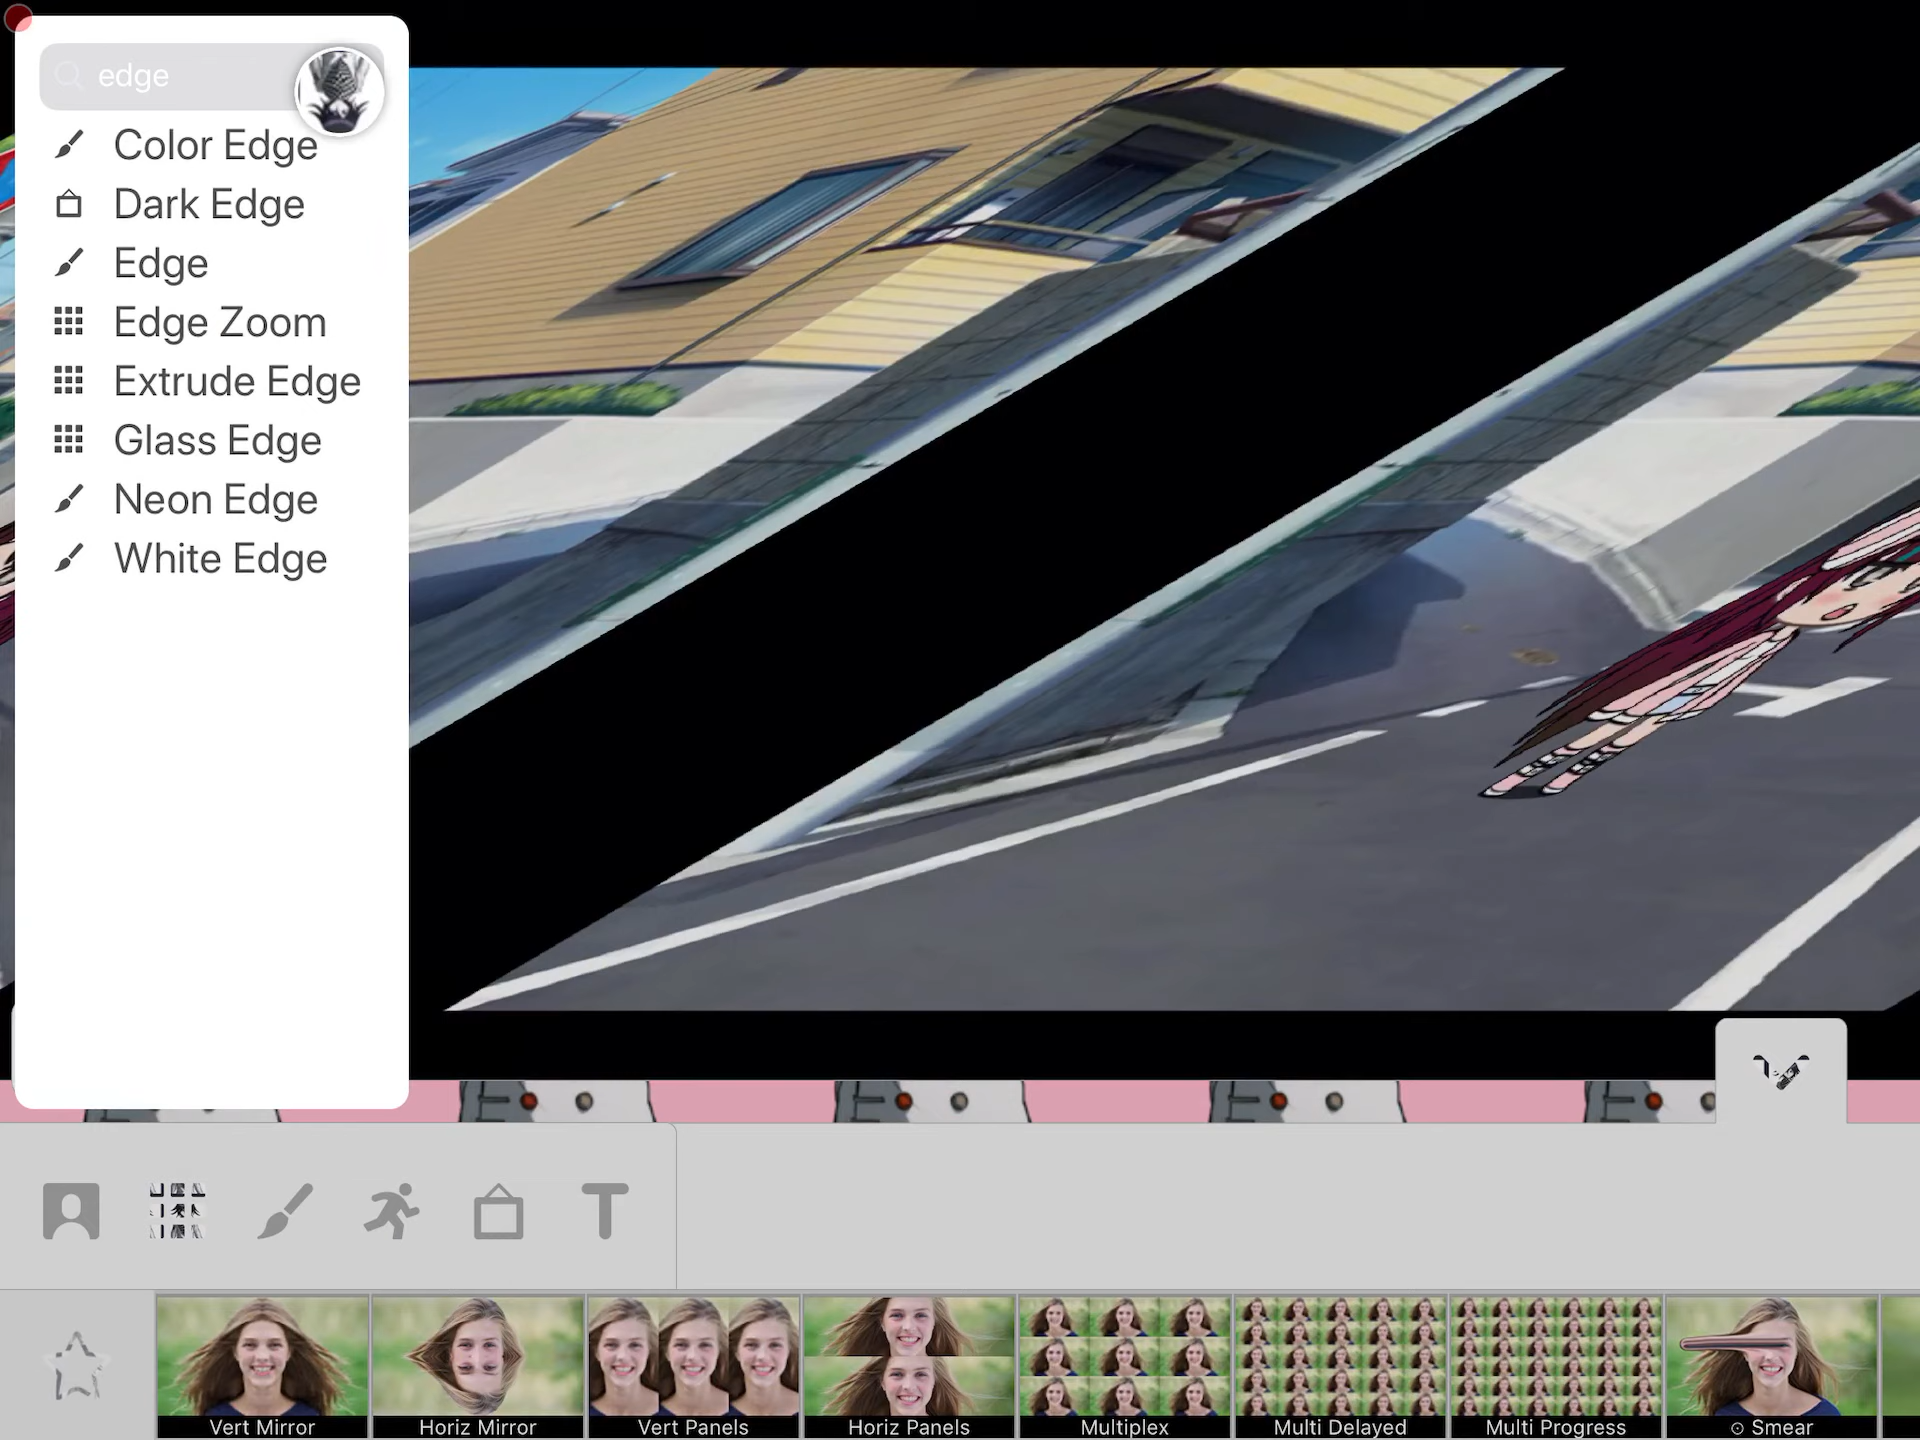 edge
Color Edge
Dark Edge
Edge
Edge Zoom
Extrude Edge
Glass Edge
Neon Edge
White Edge
Vert Mirror
Horiz Mirror
Vert Panels
Horiz Panels
Multiplex
Multi Delayed
Multi Progress
Smear